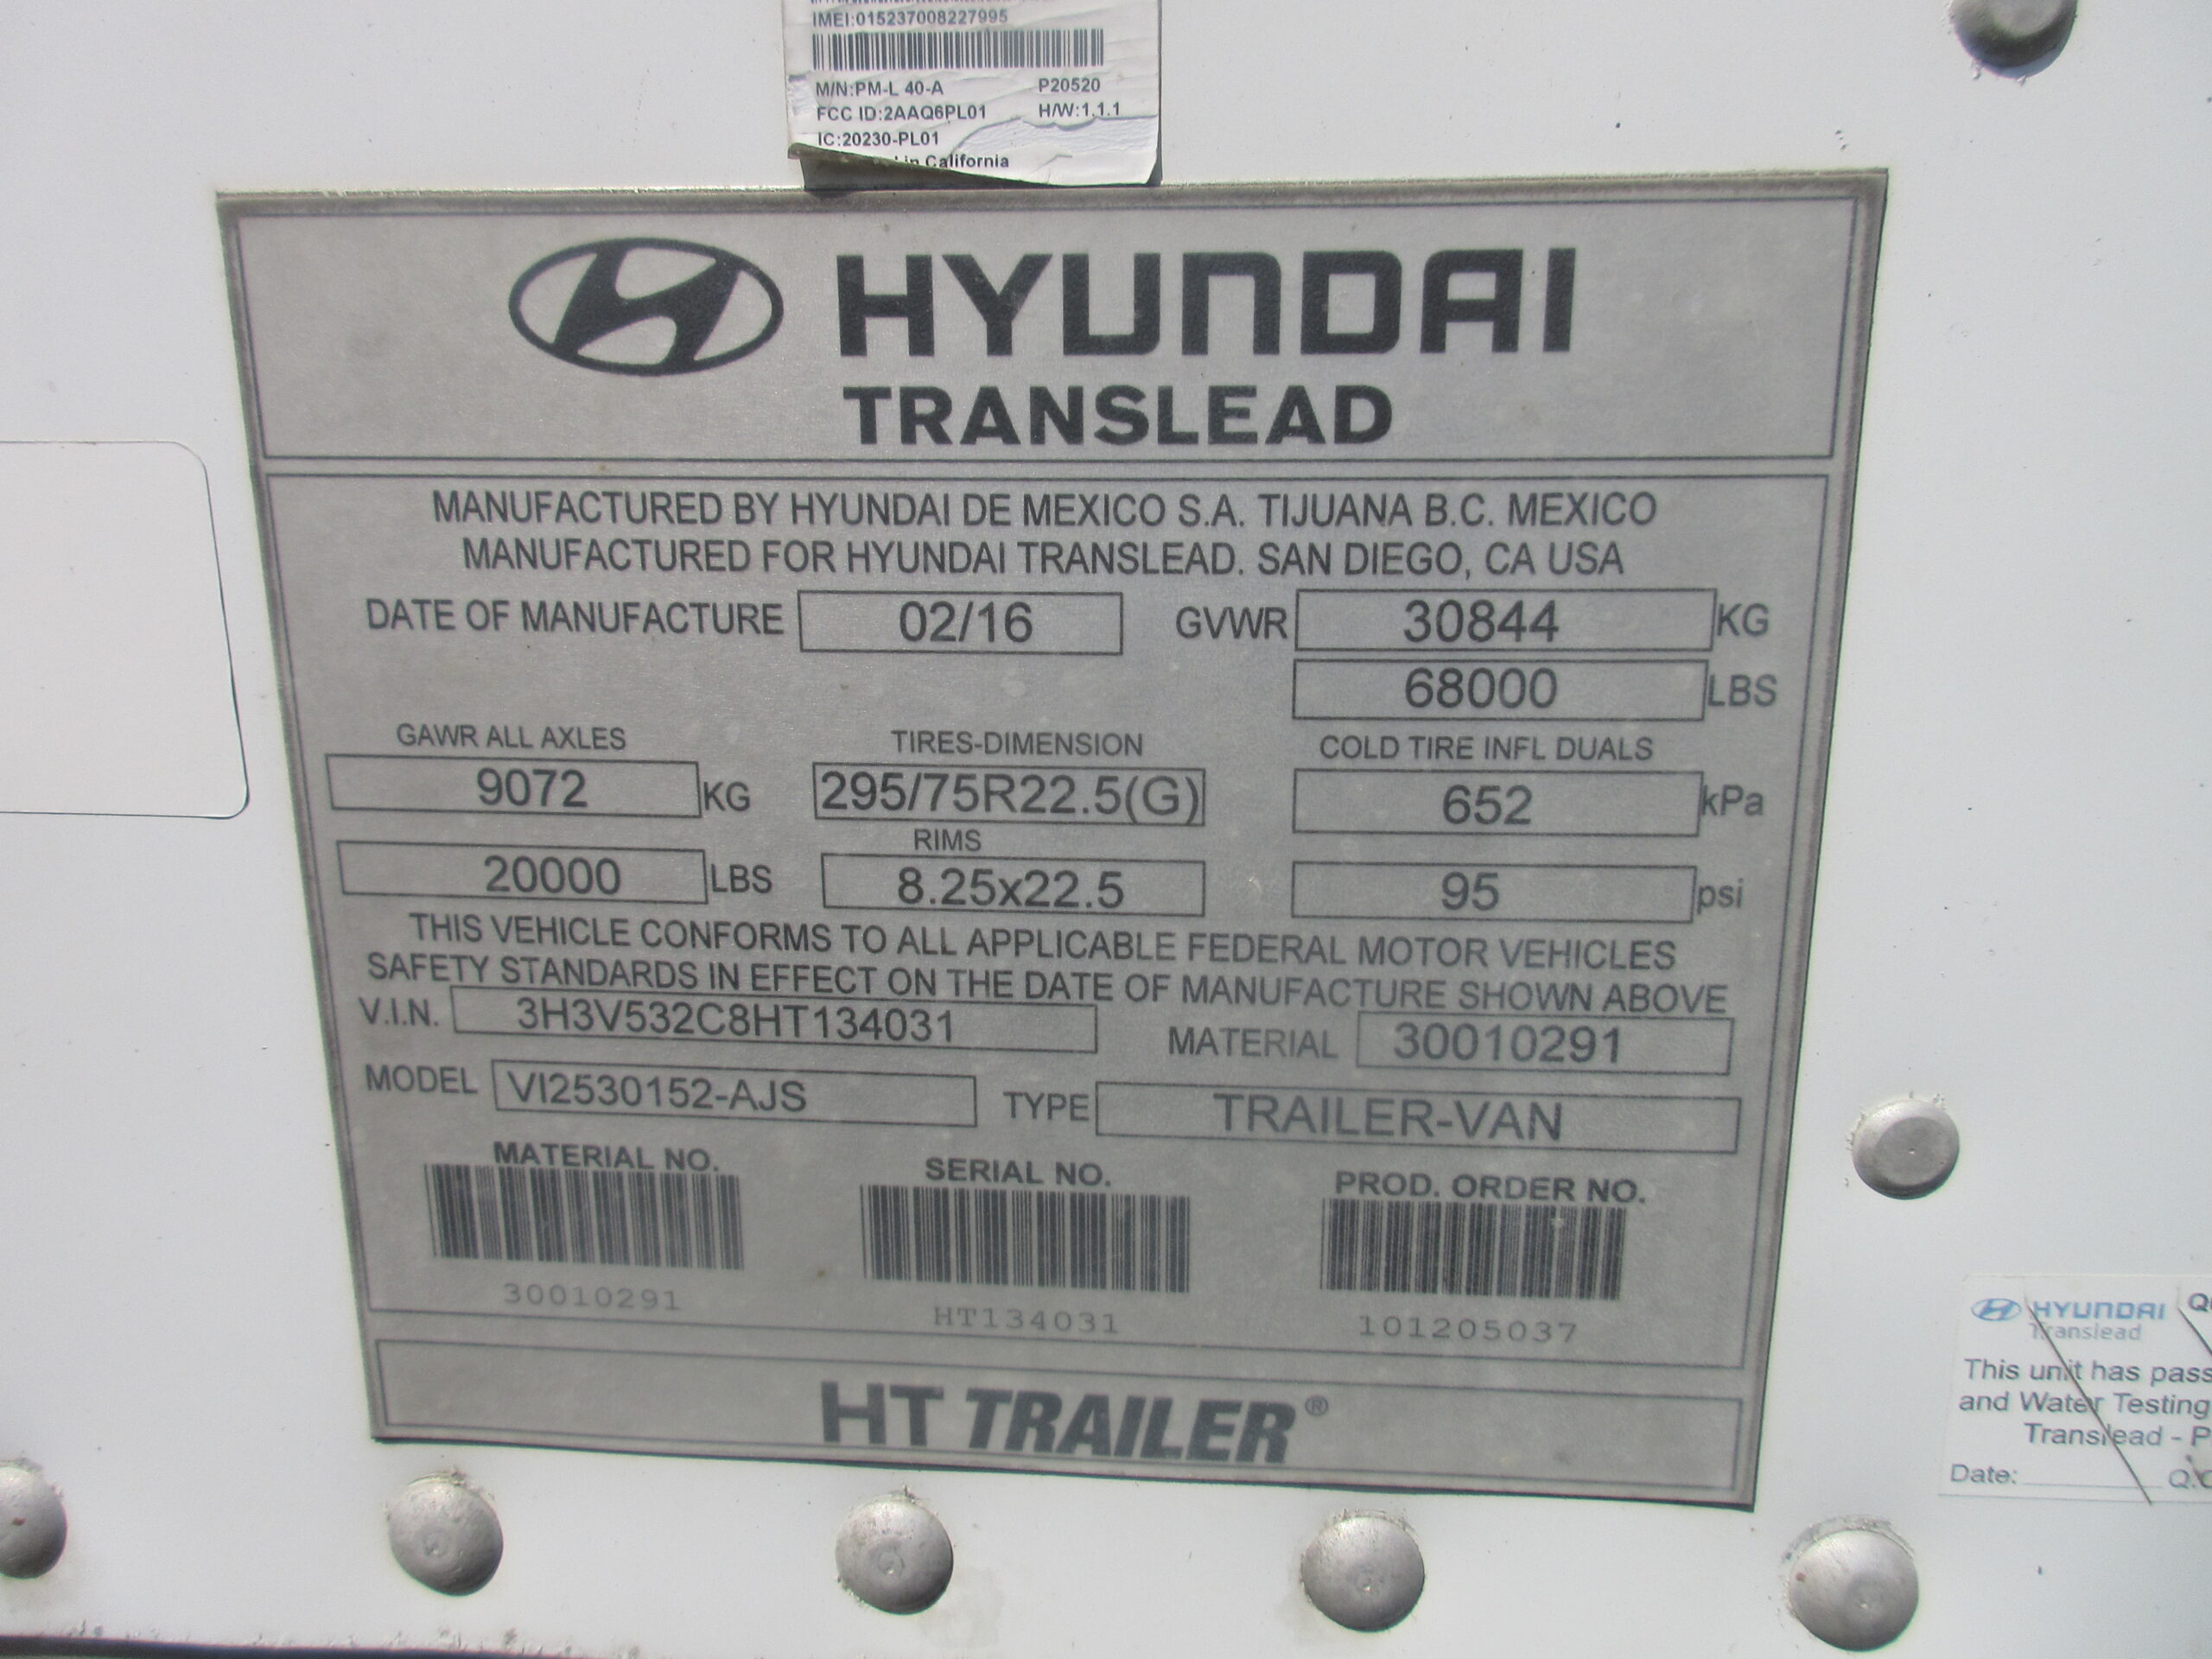 IMEI:015237008227995
M/N:PM-L 40-A P20520
FCC ID:2AAQ6PL01 H/W:1.1.1
IC:20230-PL01
in California
HYUNDAI
TRANSLEAD
MANUFACTURED BY HYUNDAI DE MEXICO S.A. TIJUANA B.C. MEXICO
MANUFACTURED FOR HYUNDAI TRANSLEAD. SAN DIEGO, CA USA
DATE OF MANUFACTURE 02/16 GVWR 30844 KG
68000 LBS
GAWR ALL AXLES TIRES-DIMENSION COLD TIRE INFL DUALS
9072 KG 295/75R22.5(G) 652 kPa
RIMS
20000 LBS 8.25x22.5 95 psi
THIS VEHICLE CONFORMS TO ALL APPLICABLE FEDERAL MOTOR VEHICLES
SAFETY STANDARDS IN EFFECT ON THE DATE OF MANUFACTURE SHOWN ABOVE
V.I.N. 3H3V532C8HT134031 MATERIAL 30010291
MODEL VI2530152-AJS TYPE TRAILER-VAN
MATERIAL NO. SERIAL NO. PROD. ORDER NO.
30010291 HT134031 101205037
HT TRAILER®
HYUNDAI
Translead
This unit has pass
and Water Testing
Translead - P
Date: